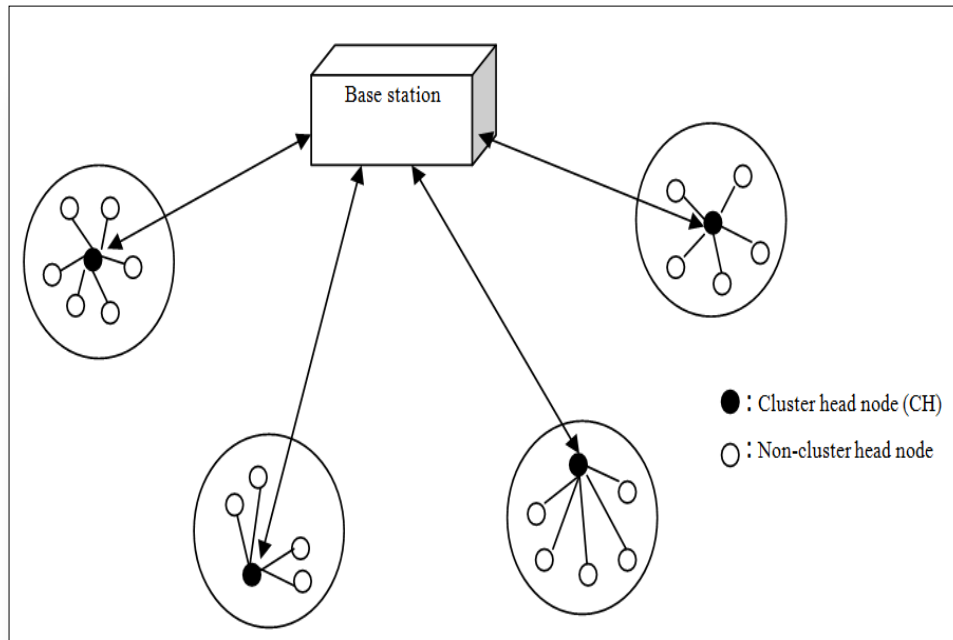 Base station
: Cluster head node (CH)
: Non-cluster head node